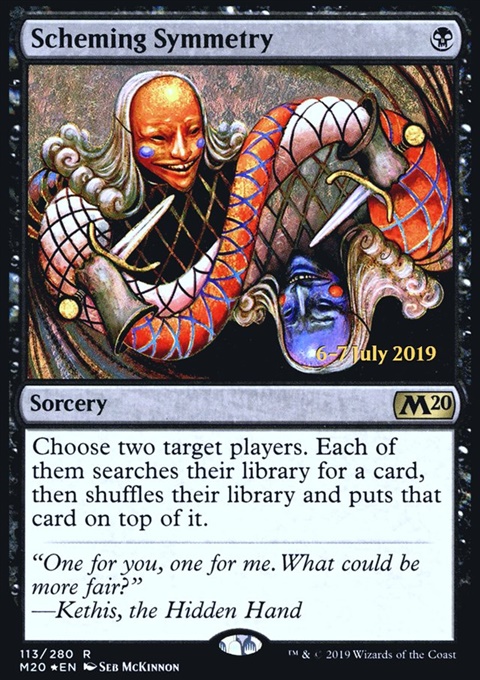 Scheming Symmetry
6-7 July 2019
Sorcery
M20
Choose two target players. Each of
them searches their library for a card,
then shuffles their library and puts that
card on top of it.
“One for you, one for me. What could be
more fair?”
—Kethis, the Hidden Hand
113/280 R
M20 ★ EN Seb McKinnon
™ & © 2019 Wizards of the Coast